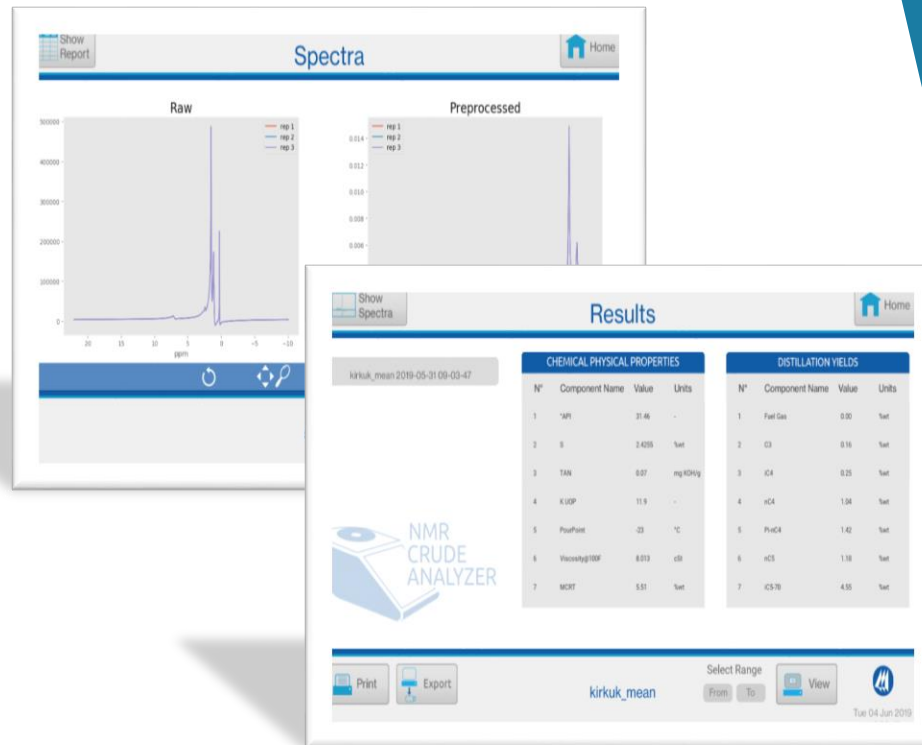 Show
Report
Spectra
Home
Raw
Preprocessed
500000
400000
300000
200000
100000
0
rep 1
rep 2
rep 3
20 15 10 5 0 −5 −10
ppm
0.014
0.012
0.010
0.008
0.006
rep 1
rep 2
rep 3
Show
Spectra
Results
Home
kirkuk_mean 2019-05-31 09-03-47
CHEMICAL PHYSICAL PROPERTIES
N° Component Name Value Units
1 °API 31.46 -
2 S 2.4255 %wt
3 TAN 0.07 mg KOH/g
4 K UOP 11.9 -
5 PourPoint -23 °C
6 Viscosity@100F 8.013 cSt
7 MCRT 5.51 %wt
DISTILLATION YIELDS
N° Component Name Value Units
1 Fuel Gas 0.00 %wt
2 C3 0.16 %wt
3 iC4 0.25 %wt
4 nC4 1.04 %wt
5 1.42 %wt
6 nC5 1.18 %wt
7 iC5-70 4.55 %wt
NMR
CRUDE
ANALYZER
Print
Export
kirkuk_mean
Select Range
From To
View
Tue 04 Jun 2019